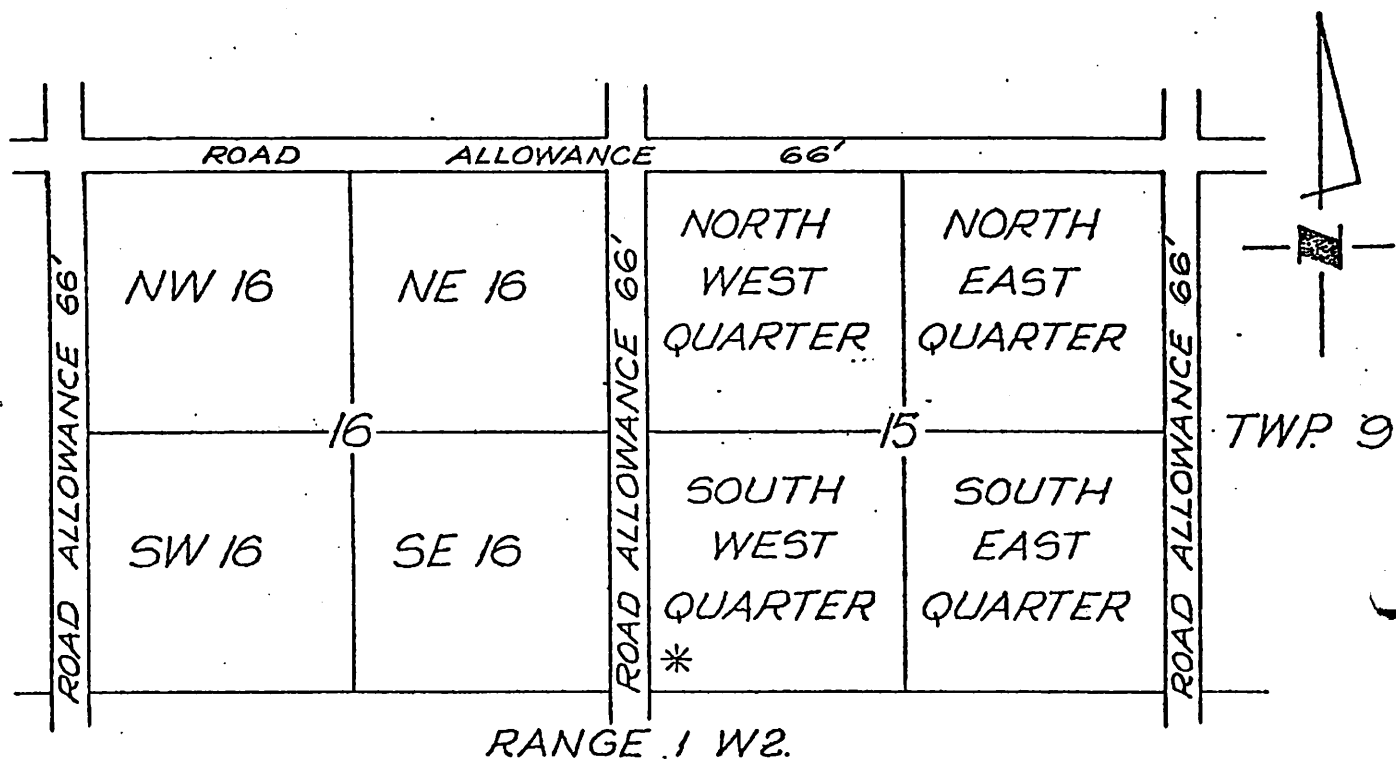 ROAD ALLOWANCE 66'
ROAD ALLOWANCE 66'
NW 16
NE 16
ROAD ALLOWANCE 66'
NORTH
WEST
QUARTER
NORTH
EAST
QUARTER
ROAD ALLOWANCE 66'
16
15
TWP. 9
SW 16
SE 16
SOUTH
WEST
QUARTER
*
SOUTH
EAST
QUARTER
RANGE 1 W2.